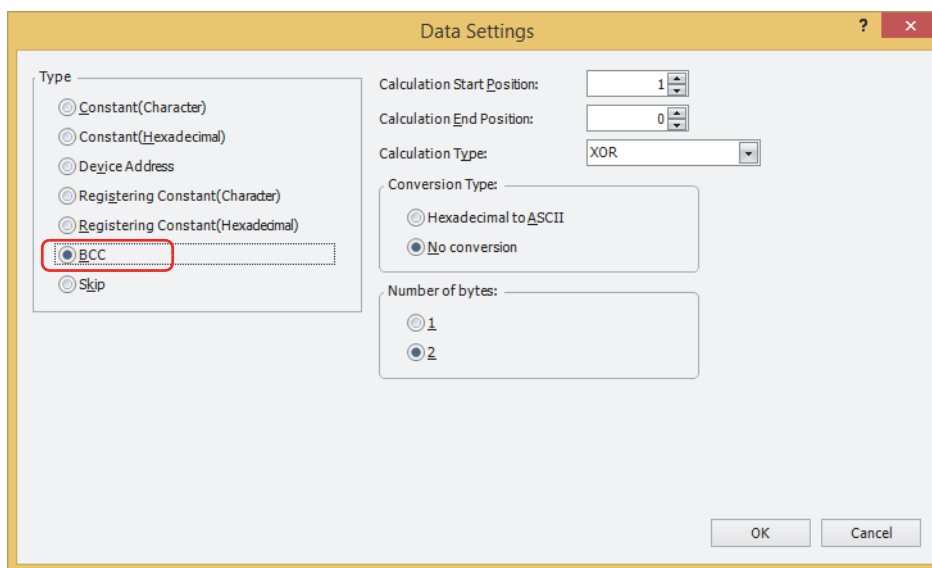 Data Settings
?
Type
Constant(Character)
Constant(Hexadecimal)
Device Address
Registering Constant(Character)
Registering Constant(Hexadecimal)
BCC
Skip
Calculation Start Position: 1
Calculation End Position: 0
Calculation Type: XOR
Conversion Type:
Hexadecimal to ASCII
No conversion
Number of bytes:
1
2
OK Cancel